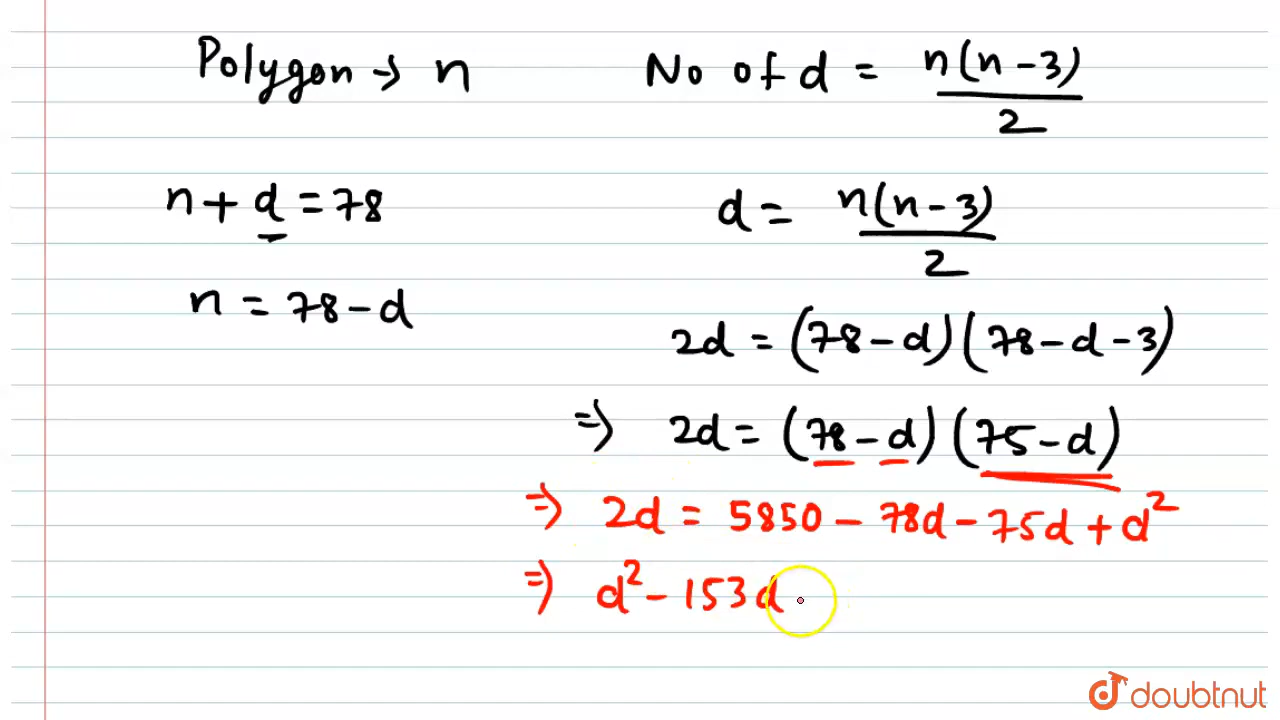 Polygon → n    No of d = n(n-3)/2
n + d = 78    d = n(n-3)/2
n = 78 - d
2d = (78 - d)(78 - d - 3)
⇒ 2d = (78 - d)(75 - d)
⇒ 2d = 5850 - 78d - 75d + d²
⇒ d² - 153d
doubtnut